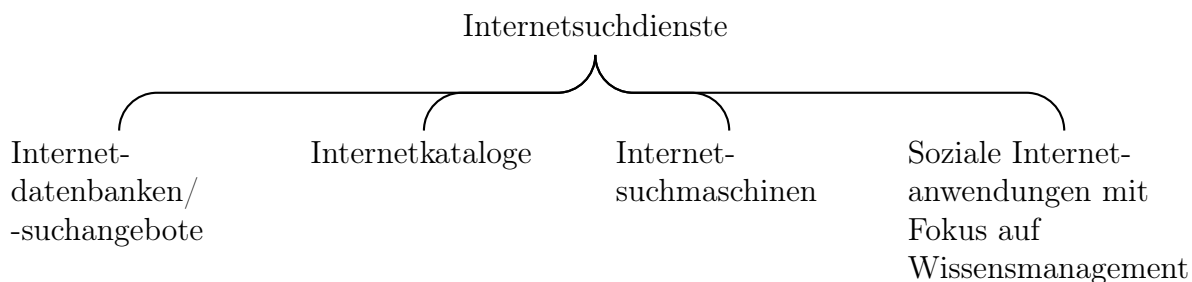 Internetsuchdienste
Internet-
datenbanken/
-suchangebote
Internetkataloge
Internet-
suchmaschinen
Soziale Internet-
anwendungen mit
Fokus auf
Wissensmanagement